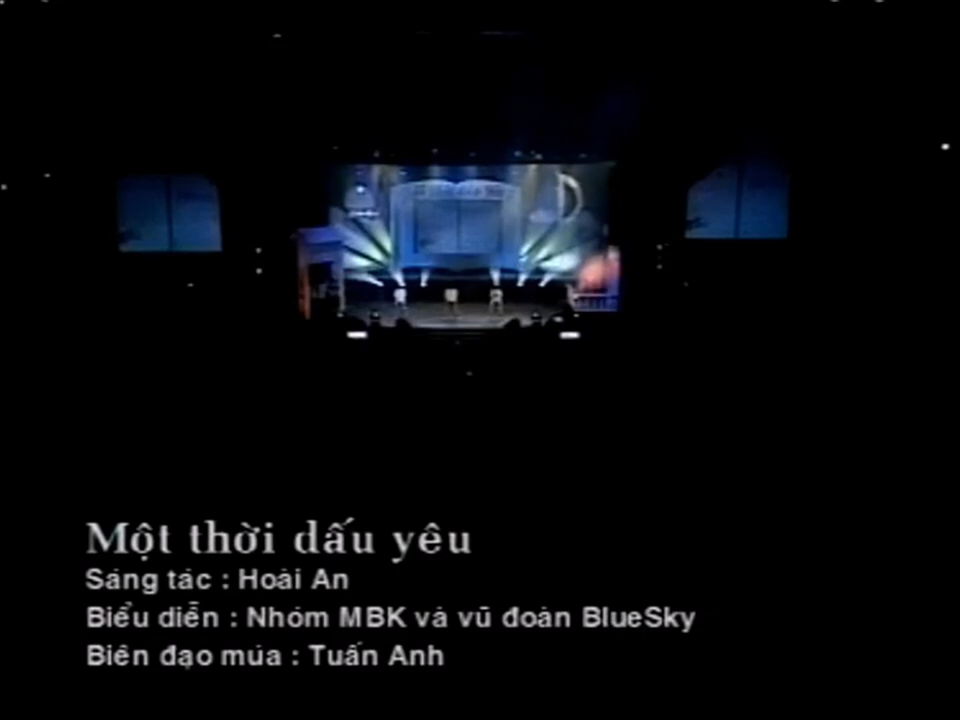 Một thời dấu yêu
Sáng tác : Hoài An
Biểu diễn : Nhóm MBK và vũ đoàn BlueSky
Biên đạo múa : Tuấn Anh